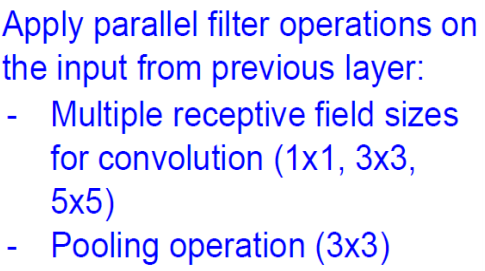 Apply parallel filter operations on
the input from previous layer:
- Multiple receptive field sizes
for convolution (1x1, 3x3,
5x5)
- Pooling operation (3x3)